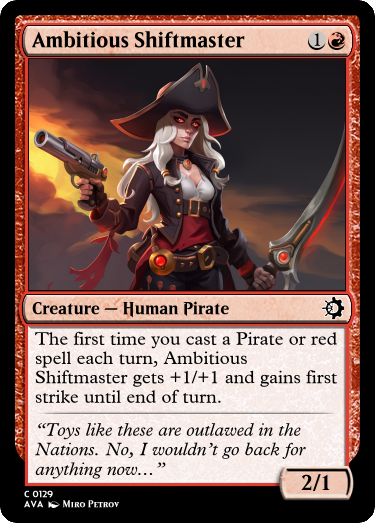 Ambitious Shiftmaster 1
Creature — Human Pirate
The first time you cast a Pirate or red
spell each turn, Ambitious
Shiftmaster gets +1/+1 and gains first
strike until end of turn.
“Toys like these are outlawed in the
Nations. No, I wouldn’t go back for
anything now…”
2/1
C 0129
AVA Miro Petrov